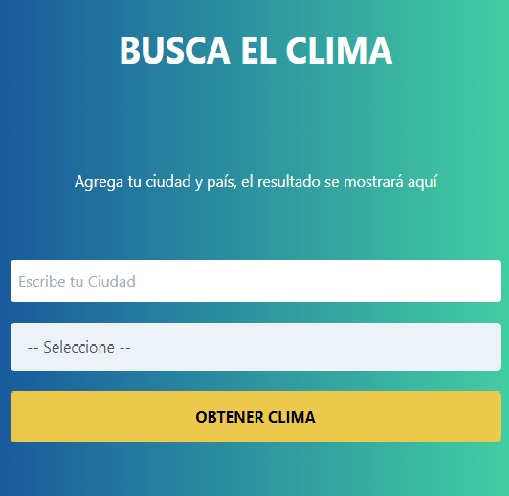 BUSCA EL CLIMA
Agrega tu ciudad y país, el resultado se mostrará aquí
Escribe tu Ciudad
-- Seleccione --
OBTENER CLIMA